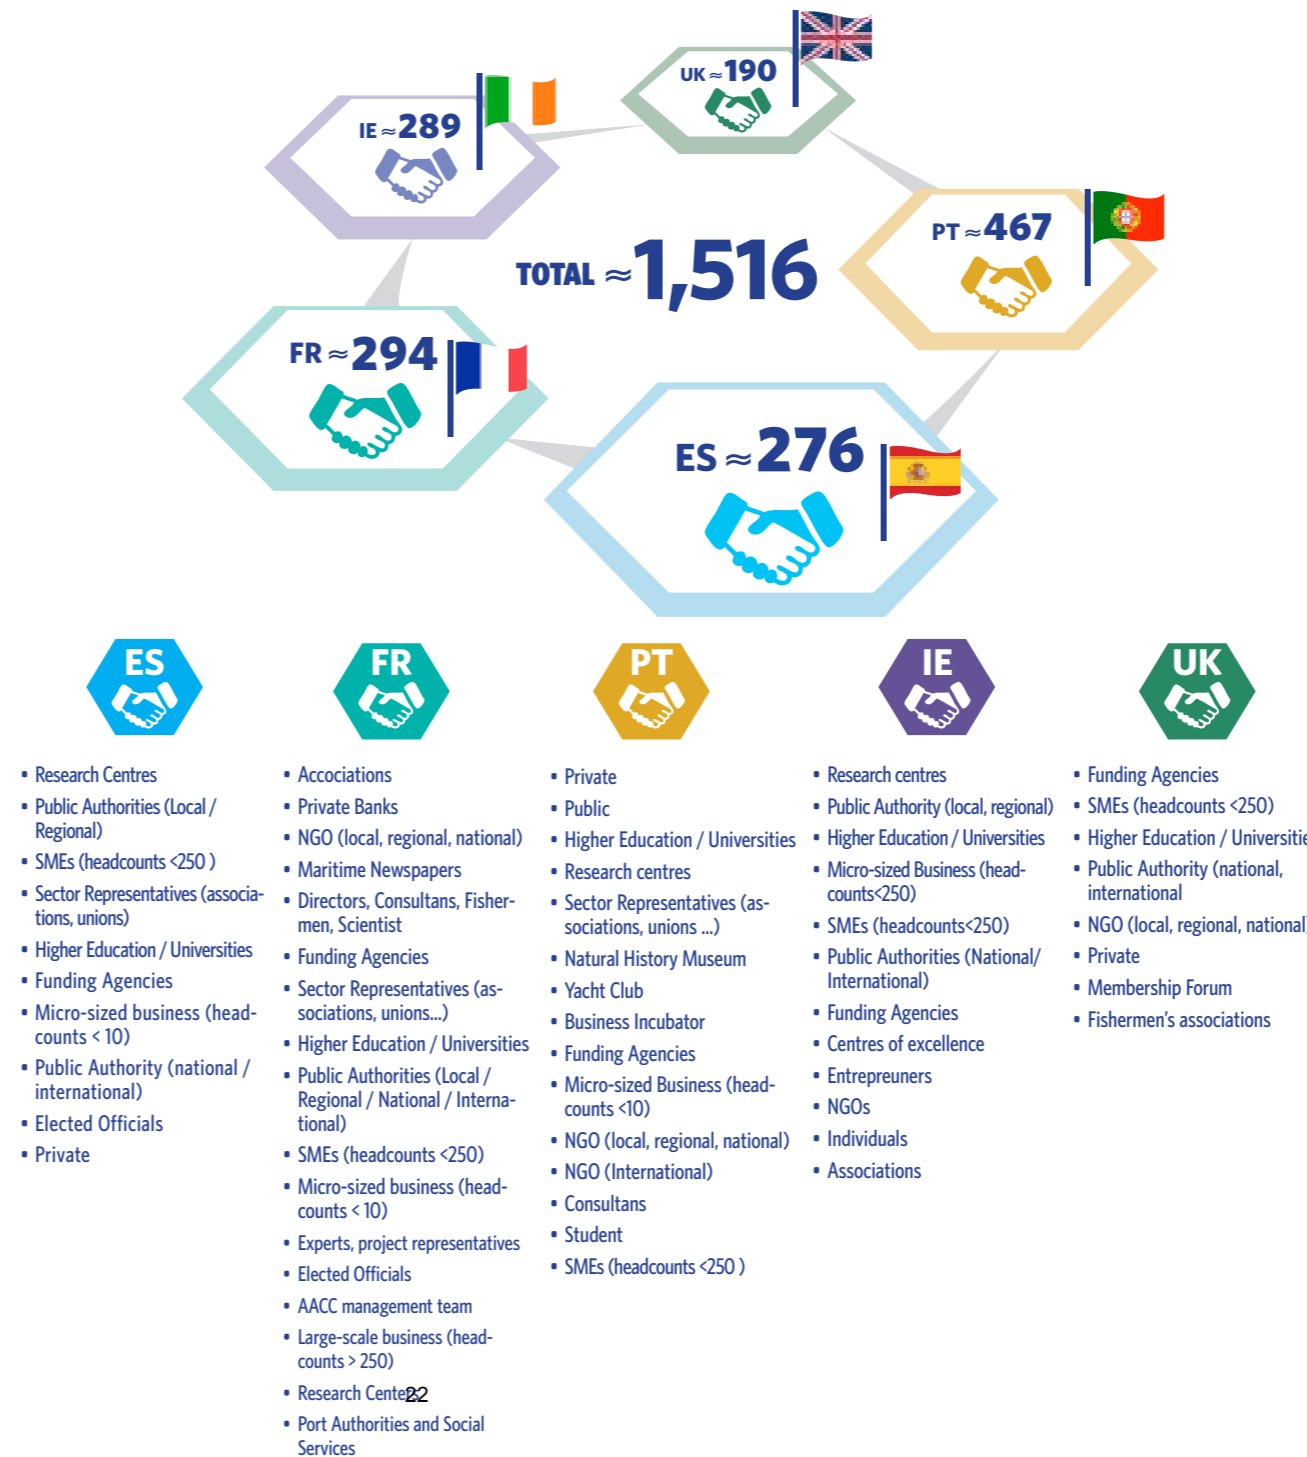 UK ≈ 190
IE ≈ 289
PT ≈ 467
TOTAL ≈ 1,516
FR ≈ 294
ES ≈ 276
ES
• Research Centres
• Public Authorities (Local /
Regional)
• SMEs (headcounts <250 )
• Sector Representatives (associa-
tions, unions)
• Higher Education / Universities
• Funding Agencies
• Micro-sized business (head-
counts < 10)
• Public Authority (national /
international)
• Elected Officials
• Private
FR
• Accociations
• Private Banks
• NGO (local, regional, national)
• Maritime Newspapers
• Directors, Consultans, Fisher-
men, Scientist
• Funding Agencies
• Sector Representatives (as-
sociations, unions...)
• Higher Education / Universities
• Public Authorities (Local /
Regional / National / Interna-
tional)
• SMEs (headcounts <250)
• Micro-sized business (head-
counts < 10)
• Experts, project representatives
• Elected Officials
• AACC management team
• Large-scale business (head-
counts > 250)
• Research Centers
• Port Authorities and Social
Services
PT
• Private
• Public
• Higher Education / Universities
• Research centres
• Sector Representatives (as-
sociations, unions ...)
• Natural History Museum
• Yacht Club
• Business Incubator
• Funding Agencies
• Micro-sized Business (head-
counts <10)
• NGO (local, regional, national)
• NGO (International)
• Consultans
• Student
• SMEs (headcounts <250 )
IE
• Research centres
• Public Authority (local, regional)
• Higher Education / Universities
• Micro-sized Business (head-
counts<250)
• SMEs (headcounts<250)
• Public Authorities (National/
International)
• Funding Agencies
• Centres of excellence
• Entrepreuners
• NGOs
• Individuals
• Associations
UK
• Funding Agencies
• SMEs (headcounts <250)
• Higher Education / Universitie
• Public Authority (national,
international
• NGO (local, regional, national)
• Private
• Membership Forum
• Fishermen's associations
22